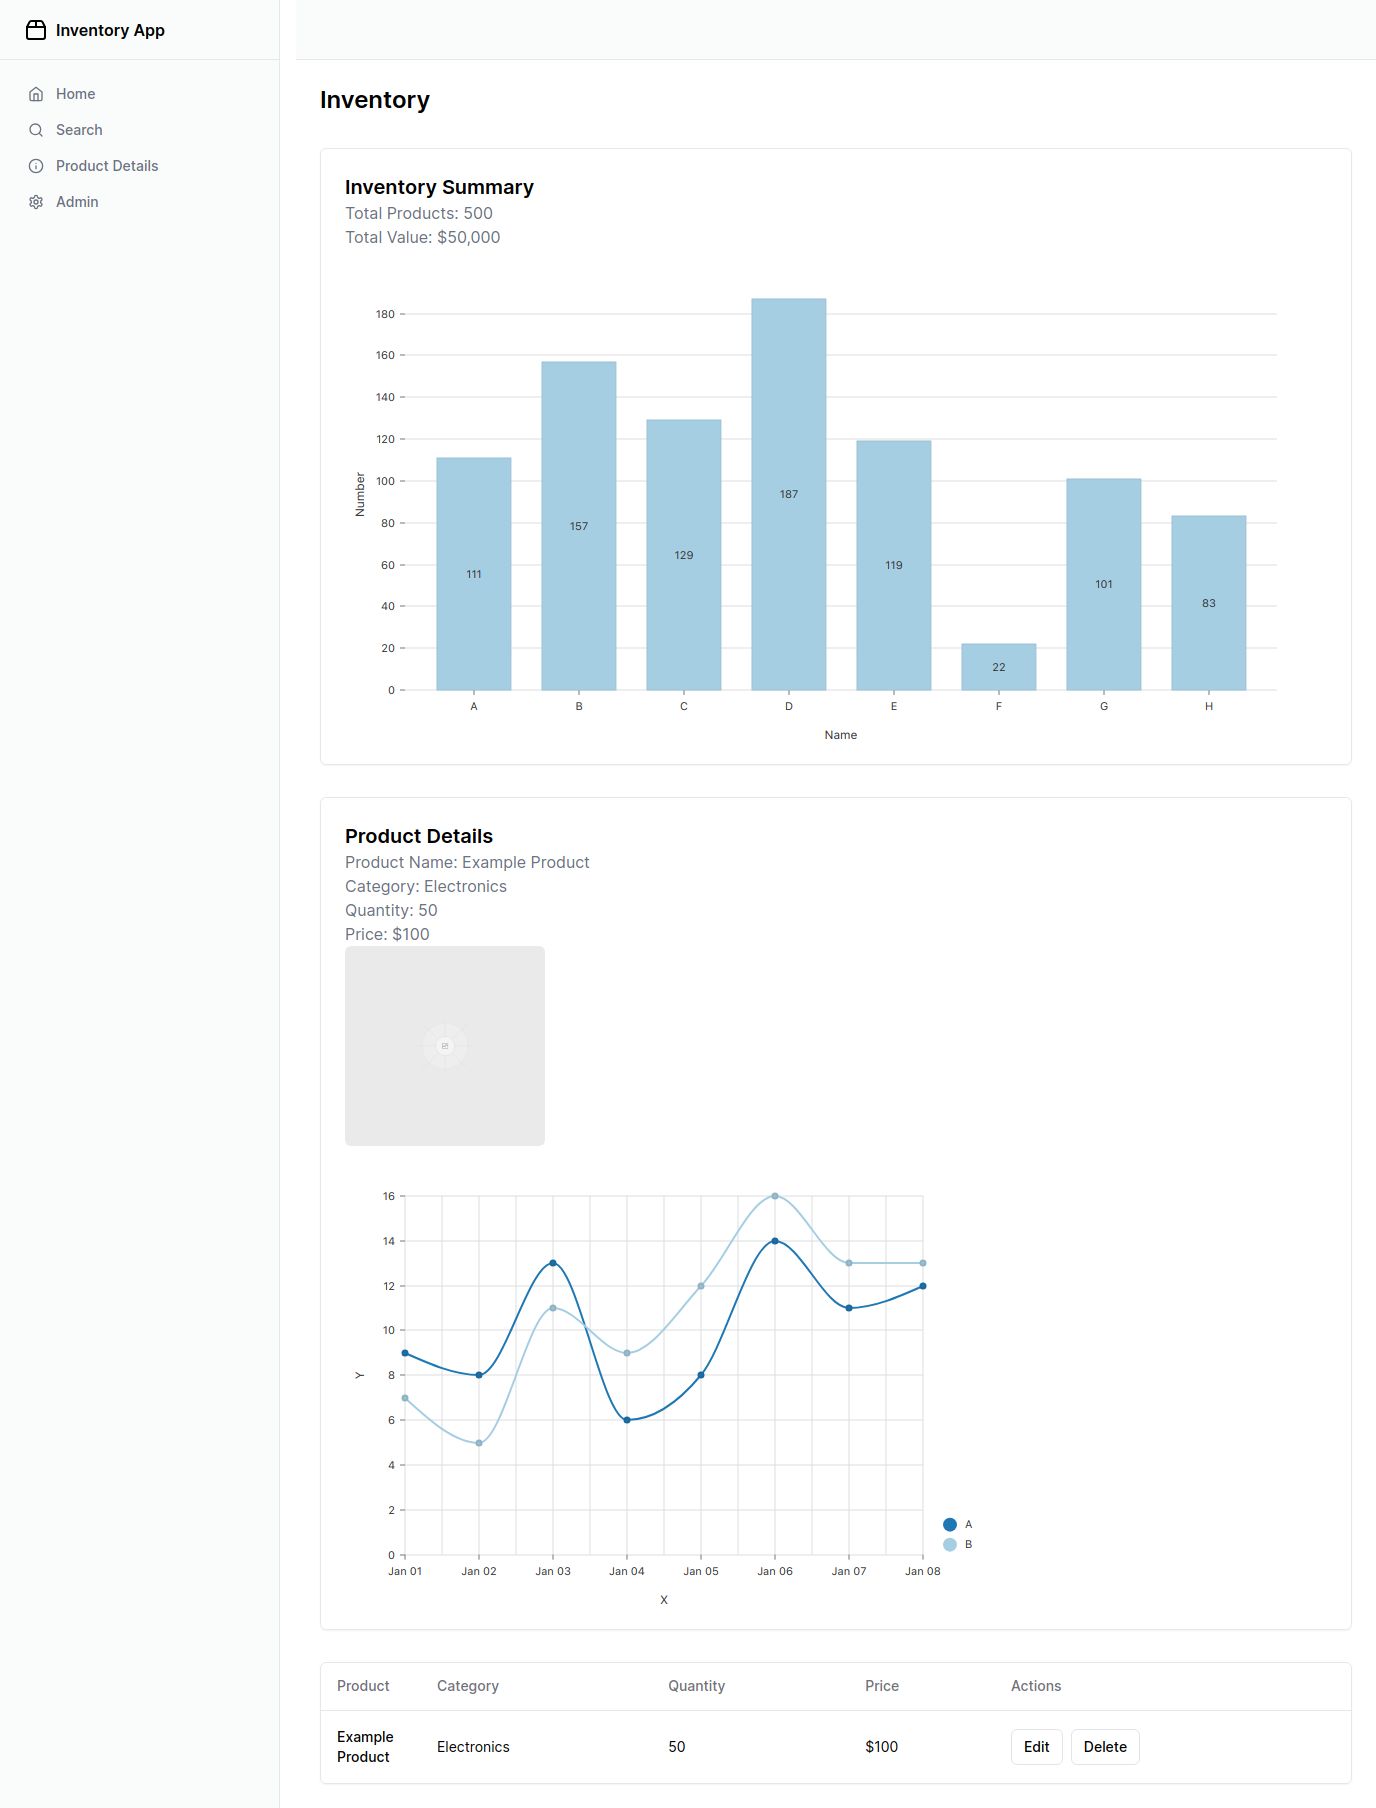 Inventory App
Home
Search
Product Details
Admin
Inventory
Inventory Summary
Total Products: 500
Total Value: $50,000
180
160
140
120
100
80
60
40
20
0
Number
111
157
129
187
119
22
101
83
A B C D E F G H
Name
Product Details
Product Name: Example Product
Category: Electronics
Quantity: 50
Price: $100
16
14
12
10
8
6
4
2
0
Y
A
B
Jan 01 Jan 02 Jan 03 Jan 04 Jan 05 Jan 06 Jan 07 Jan 08
X
Product Category Quantity Price Actions
Example
Product
Electronics 50 $100 Edit Delete